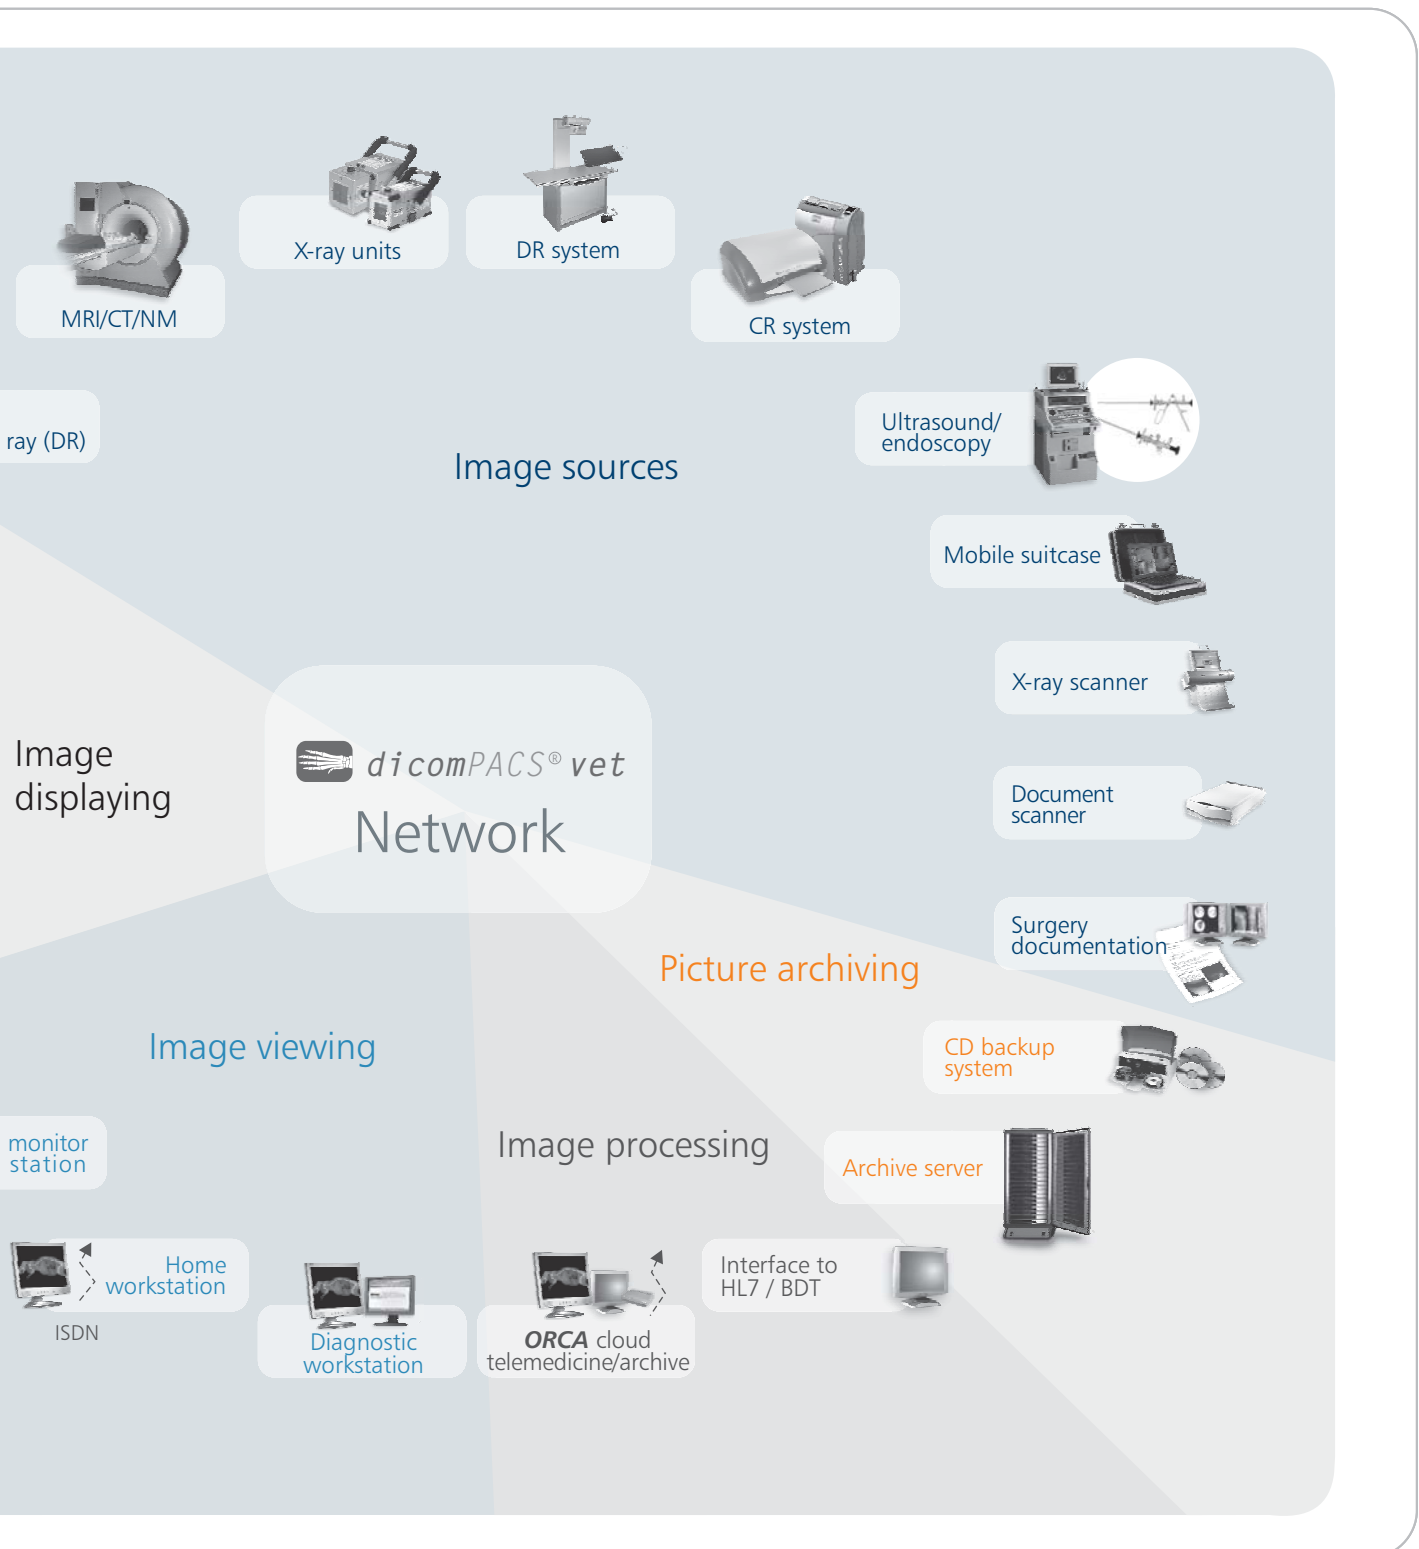 X-ray units
DR system
MRI/CT/NM
CR system
ray (DR)
Ultrasound/
endoscopy
Image sources
Mobile suitcase
X-ray scanner
Image
displaying
dicomPACS® vet
Network
Document
scanner
Surgery
documentation
Picture archiving
Image viewing
CD backup
system
monitor
station
Image processing
Archive server
Home
workstation
ISDN
Diagnostic
workstation
ORCA cloud
telemedicine/archive
Interface to
HL7 / BDT